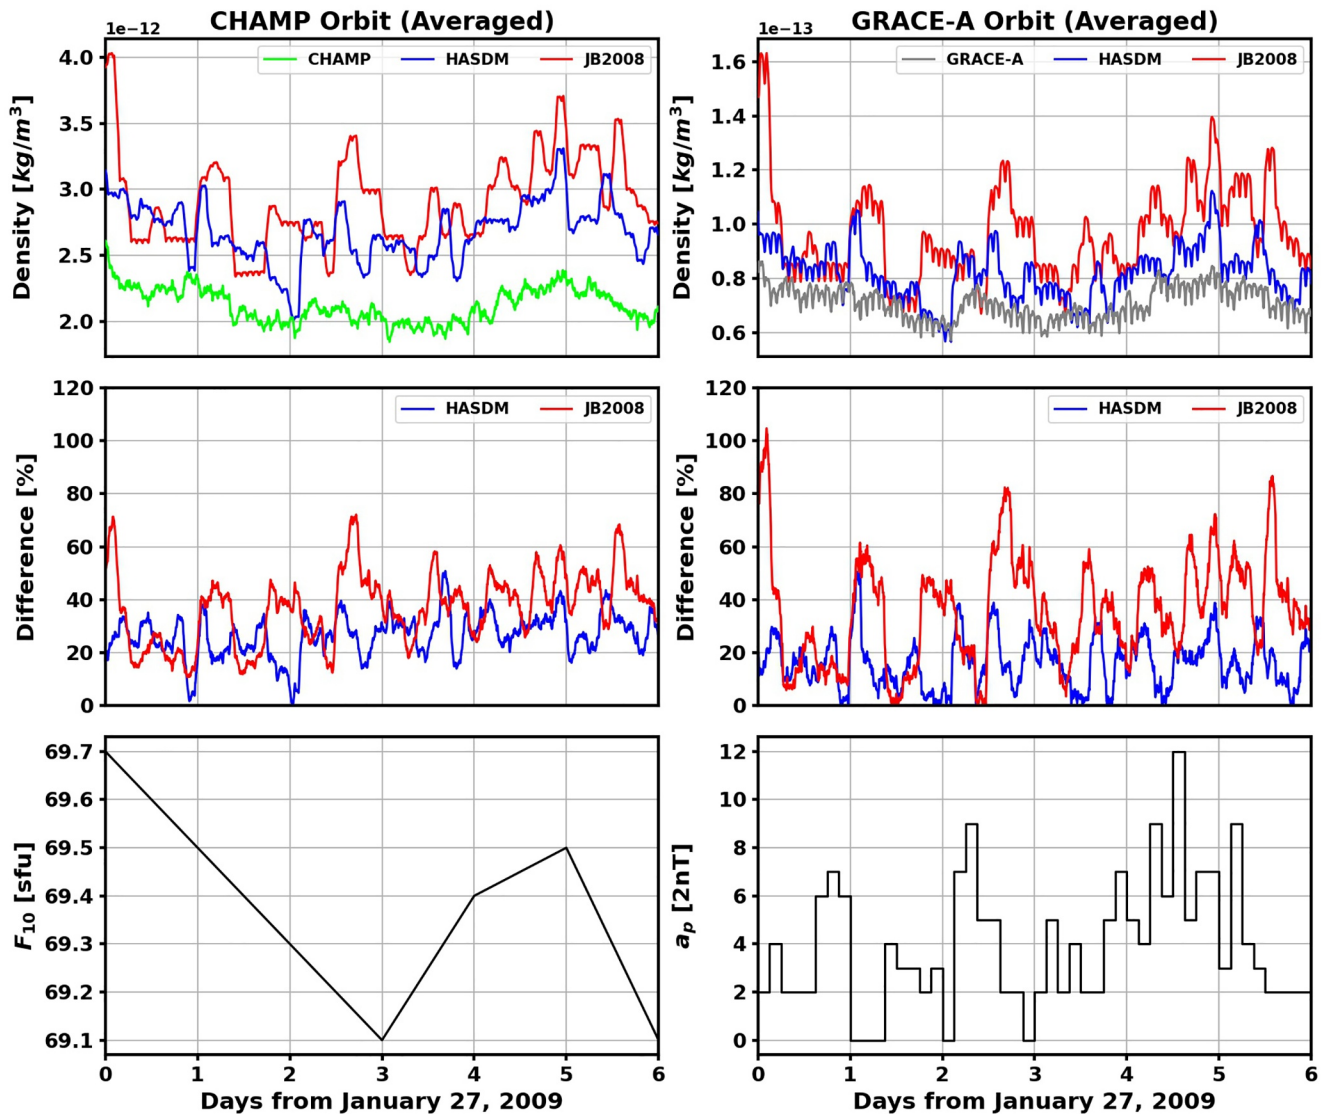 CHAMP Orbit (Averaged)
1e−12
Density [kg/m³]
4.0
3.5
3.0
2.5
2.0
CHAMP HASDM JB2008
GRACE-A Orbit (Averaged)
1e−13
Density [kg/m³]
1.6
1.4
1.2
1.0
0.8
0.6
GRACE-A HASDM JB2008
Difference [%]
120
100
80
60
40
20
0
HASDM JB2008
Difference [%]
120
100
80
60
40
20
0
HASDM JB2008
F₁₀ [sfu]
69.7
69.6
69.5
69.4
69.3
69.2
69.1
0 1 2 3 4 5 6
Days from January 27, 2009
aₚ [2nT]
12
10
8
6
4
2
0
0 1 2 3 4 5 6
Days from January 27, 2009